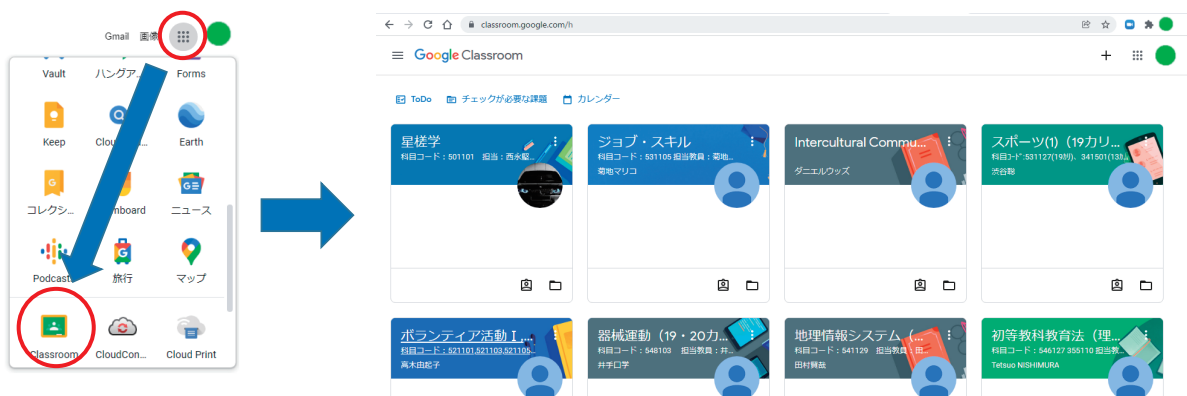 Gmail 画像
Vault ハングア... Forms
Keep Earth
コレクシ... ニュース
Podcasts 旅行 マップ
Classroom CloudCon... Cloud Print
classroom.google.com/h
Google Classroom
ToDo チェックが必要な課題 カレンダー
星槎学
科目コード：501101 担当：西永堅...
ジョブ・スキル
科目コード：531105 担当教員：菊地...
菊地マリコ
Intercultural Commu...
ダニエルウッズ
スポーツ(1)（19カリ...
科目ｺｰﾄﾞ:531127(19ｶﾘ)、341501(13ｶ...
渋谷聡
ボランティア活動Ⅰ,...
科目コード：521101,521103,521105...
髙木由起子
器械運動（19・20カ...
科目コード：548103 担当教員：井...
井手口学
地理情報システム（...
科目コード：541129 担当教員：田...
田村賢哉
初等教科教育法（理...
科目コード：546127 355110 担当教...
Tetsuo NISHIMURA